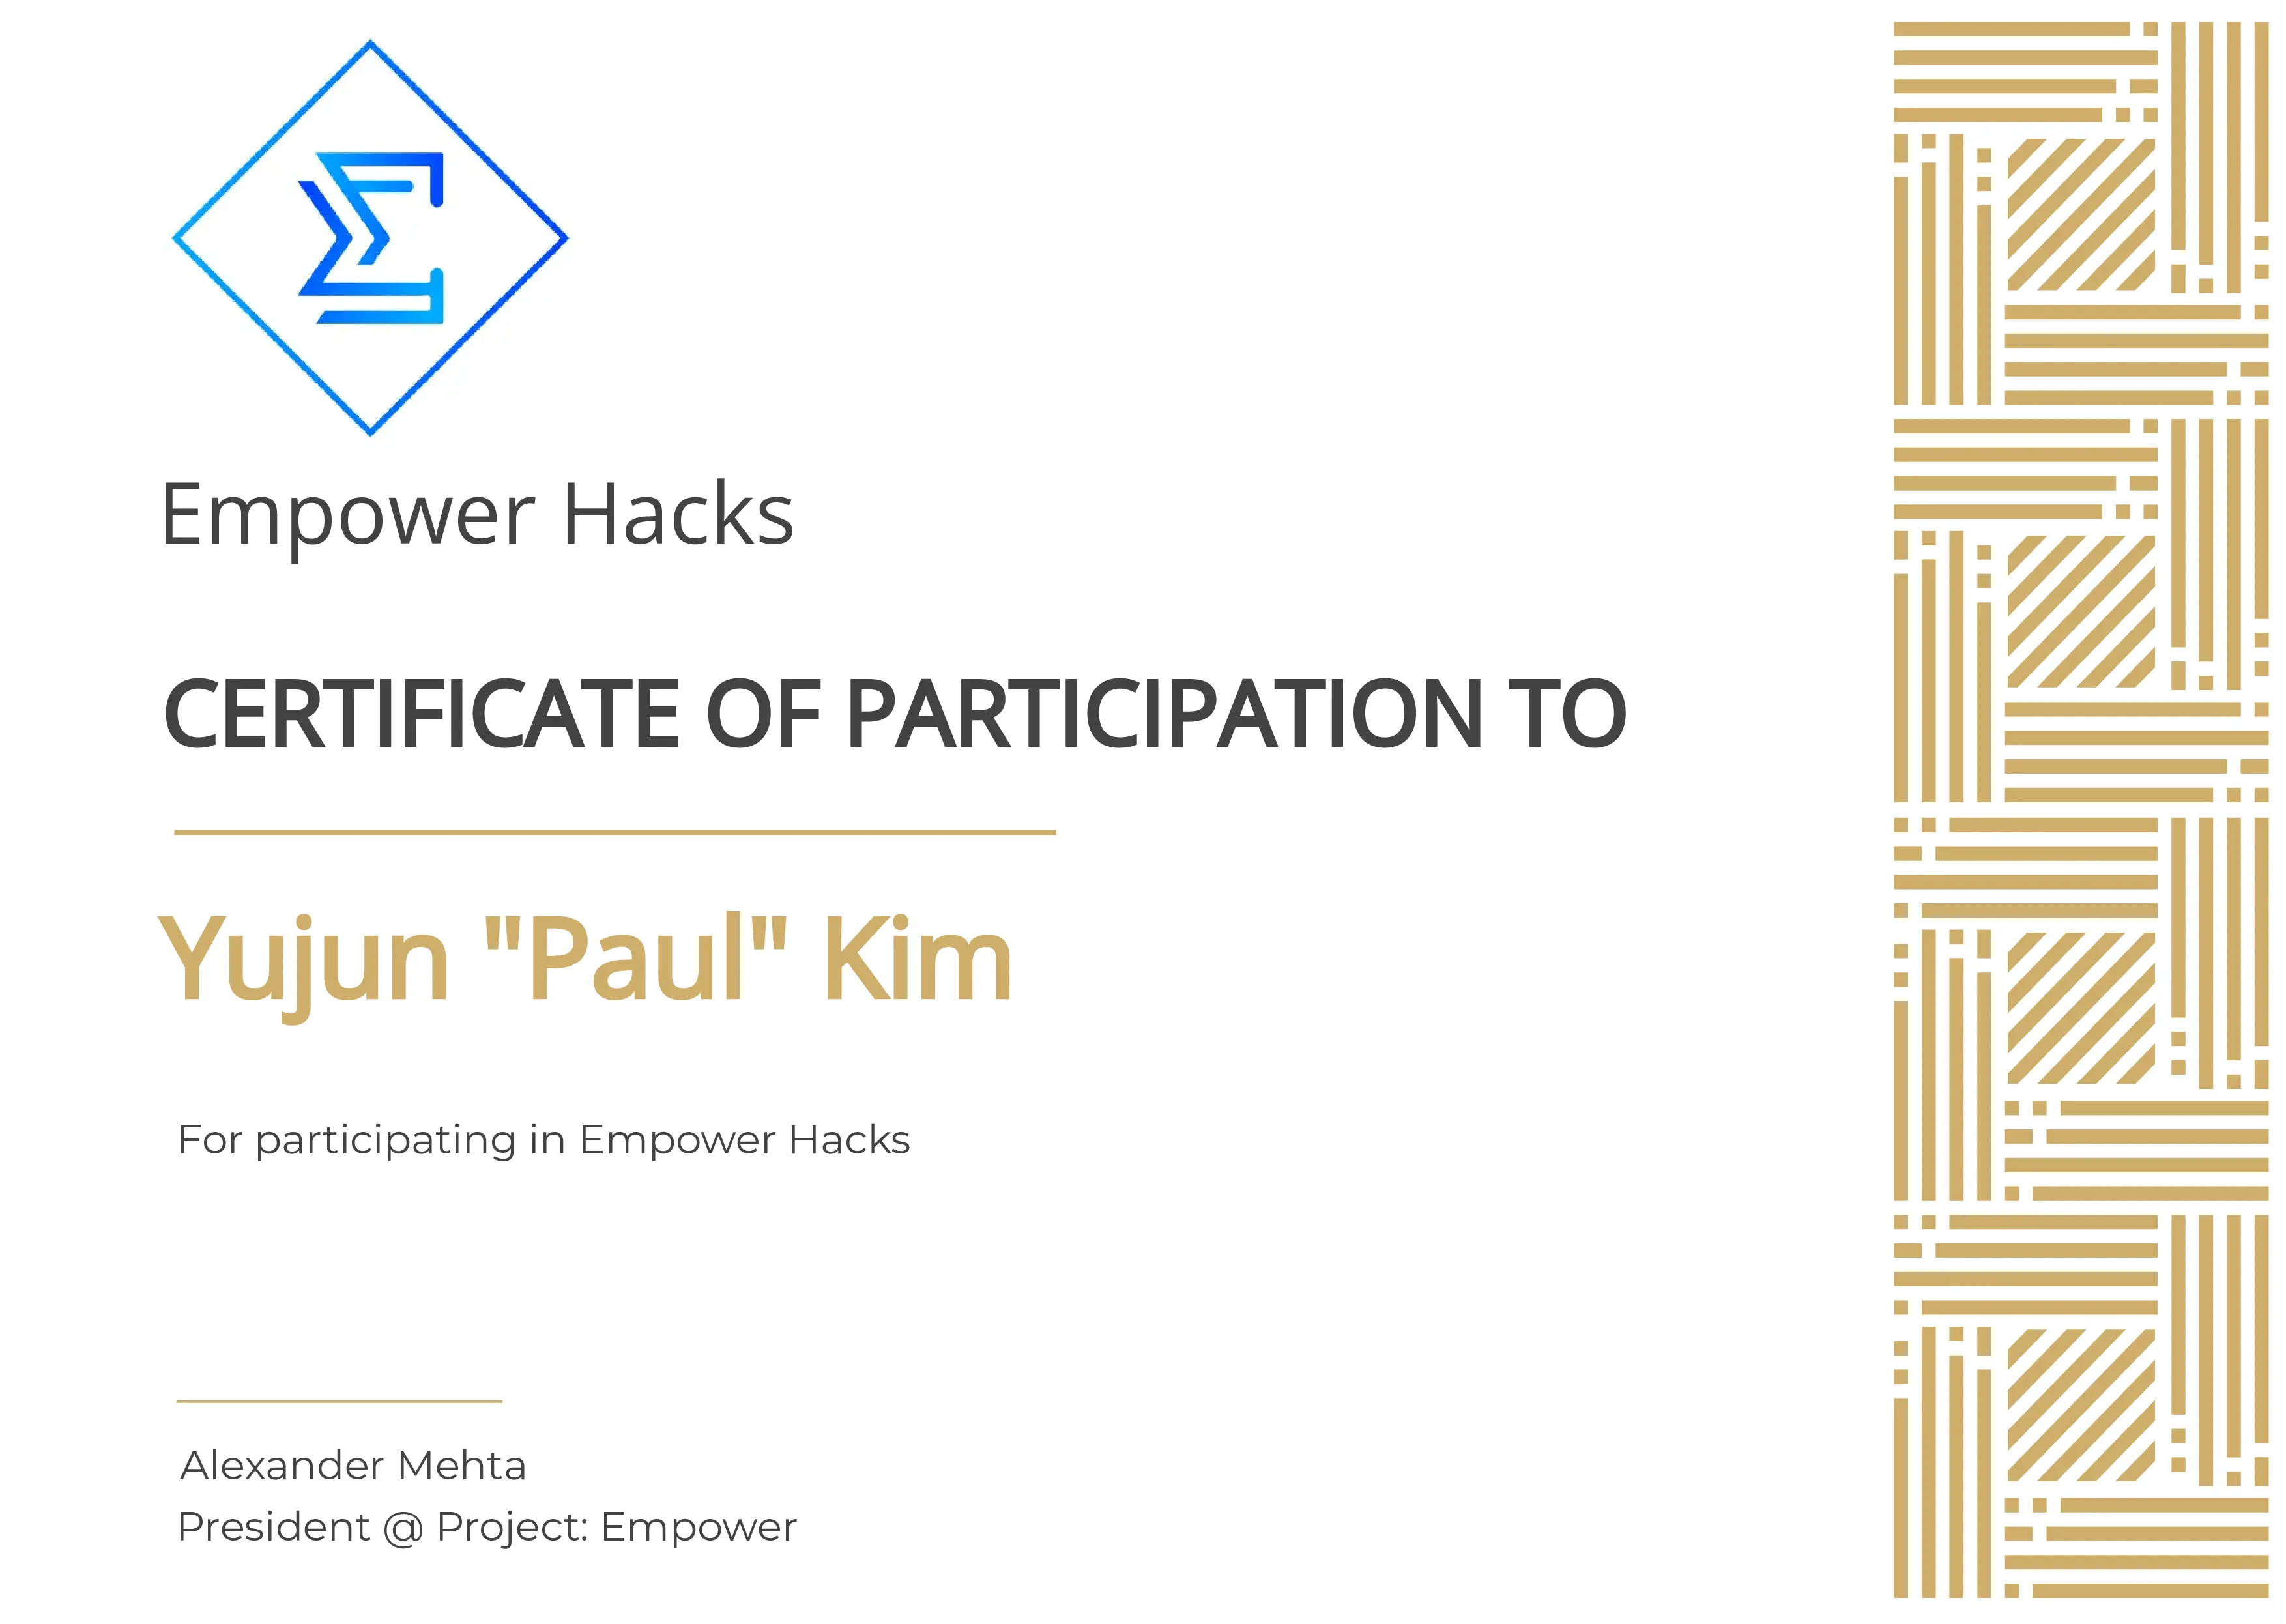 Empower Hacks
CERTIFICATE OF PARTICIPATION TO
Yujun "Paul" Kim
For participating in Empower Hacks
Alexander Mehta
President @ Project: Empower